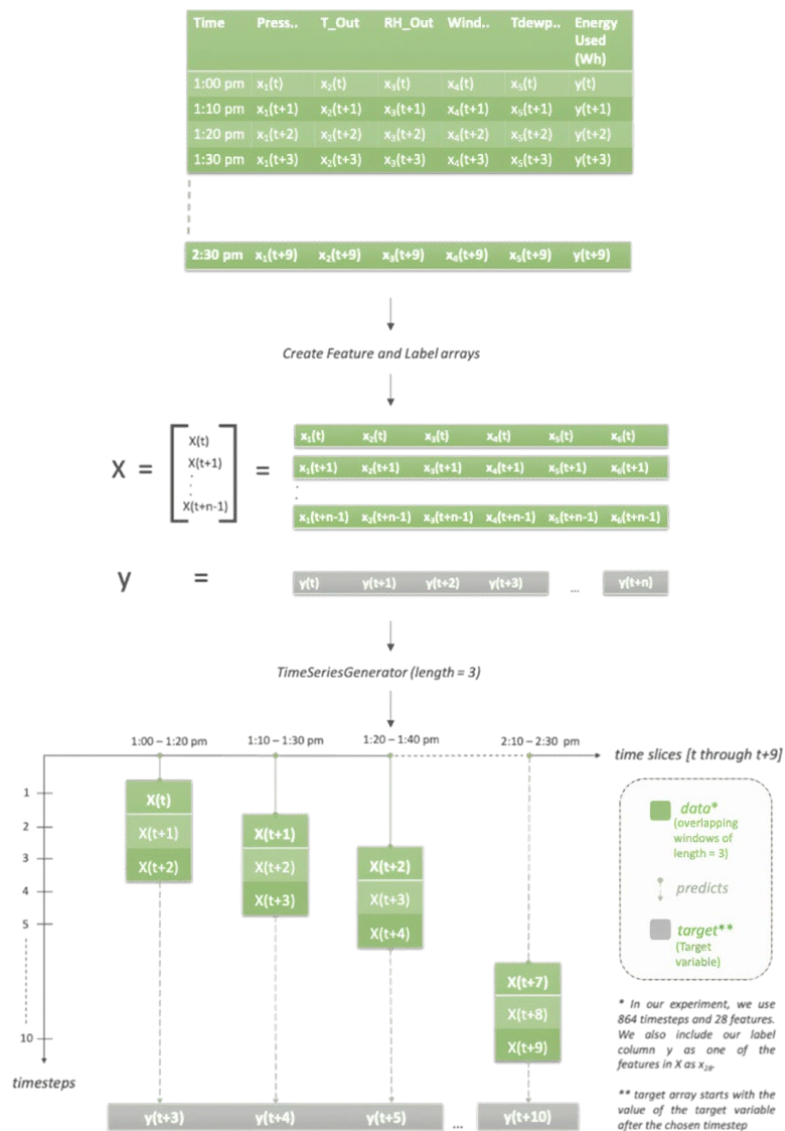 Time Press.. T_Out RH_Out Wind.. Tdewp.. Energy Used (Wh)
1:00 pm x₁(t) x₂(t) x₃(t) x₄(t) x₅(t) y(t)
1:10 pm x₁(t+1) x₂(t+1) x₃(t+1) x₄(t+1) x₅(t+1) y(t+1)
1:20 pm x₁(t+2) x₂(t+2) x₃(t+2) x₄(t+2) x₅(t+2) y(t+2)
1:30 pm x₁(t+3) x₂(t+3) x₃(t+3) x₄(t+3) x₅(t+3) y(t+3)
2:30 pm x₁(t+9) x₂(t+9) x₃(t+9) x₄(t+9) x₅(t+9) y(t+9)
Create Feature and Label arrays
X(t)
x₁(t) x₂(t) x₃(t) x₄(t) x₅(t) x₆(t)
X = X(t+1) = x₁(t+1) x₂(t+1) x₃(t+1) x₄(t+1) x₅(t+1) x₆(t+1)
X(t+n-1)
x₁(t+n-1) x₂(t+n-1) x₃(t+n-1) x₄(t+n-1) x₅(t+n-1) x₆(t+n-1)
y = y(t) y(t+1) y(t+2) y(t+3) ... y(t+n)
TimeSeriesGenerator (length = 3)
1:00 – 1:20 pm 1:10 – 1:30 pm 1:20 – 1:40 pm 2:10 – 2:30 pm
time slices [t through t+9]
1
2
3
4
5
10
timesteps
X(t)
X(t+1)
X(t+2)
X(t+1)
X(t+2)
X(t+3)
X(t+2)
X(t+3)
X(t+4)
X(t+7)
X(t+8)
X(t+9)
y(t+3) y(t+4) y(t+5) ... y(t+10)
data*
(overlapping
windows of
length = 3)
predicts
target**
(Target
variable)
* In our experiment, we use
864 timesteps and 28 features.
We also include our label
column y as one of the
features in X as x₂₈.
** target array starts with the
value of the target variable
after the chosen timestep